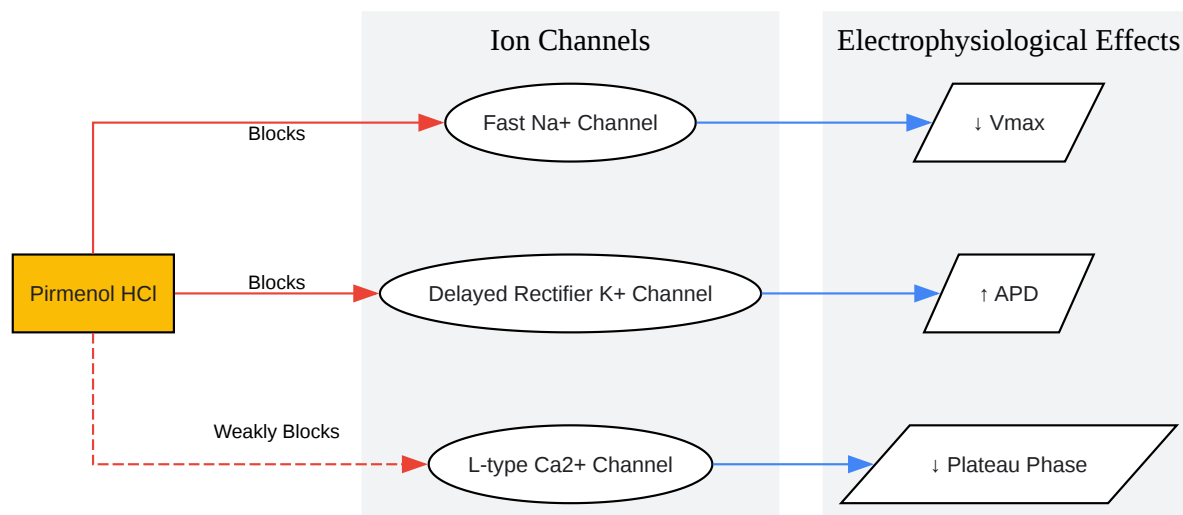 Ion Channels
Electrophysiological Effects
Blocks
Fast Na+ Channel
↓ Vmax
Pirmenol HCl
Blocks
Delayed Rectifier K+ Channel
↑ APD
Weakly Blocks
L-type Ca2+ Channel
↓ Plateau Phase